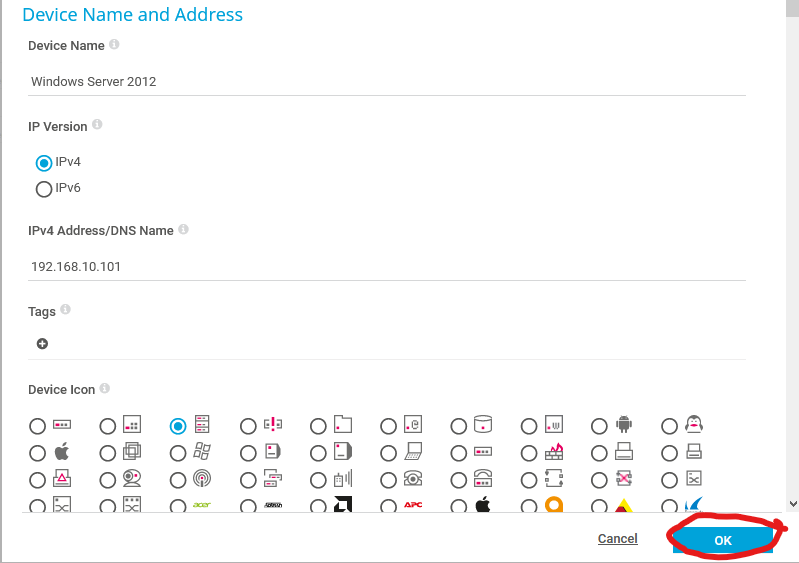 Device Name and Address
Device Name
Windows Server 2012
IP Version
IPv4
IPv6
IPv4 Address/DNS Name
192.168.10.101
Tags
Device Icon
acer
APC
Cancel
OK